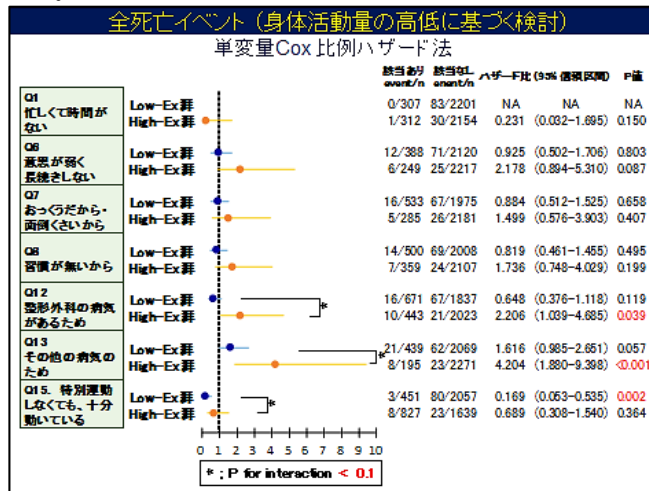 全死亡イベント（身体活動量の高低に基づく検討）
単変量Cox 比例ハザード法
該当あり 該当なし ハザード比 (95% 信頼区間) P値
event/n enent/n
Q1
忙しくて時間が
ない
Low-Ex群 0/307 83/2201 NA NA NA
High-Ex群 1/312 30/2154 0.231 (0.032-1.695) 0.150
Q6
意思が弱く
長続きしない
Low-Ex群 12/388 71/2120 0.925 (0.502-1.706) 0.803
High-Ex群 6/249 25/2217 2.178 (0.894-5.310) 0.087
Q7
おっくうだから・
面倒くさいから
Low-Ex群 16/533 67/1975 0.884 (0.512-1.525) 0.658
High-Ex群 5/285 26/2181 1.499 (0.576-3.903) 0.407
Q8
習慣が無いから
Low-Ex群 14/500 69/2008 0.819 (0.461-1.455) 0.495
High-Ex群 7/359 24/2107 1.736 (0.748-4.029) 0.199
Q12
整形外科の病気
があるため
Low-Ex群 16/671 67/1837 0.648 (0.376-1.118) 0.119
High-Ex群 10/443 21/2023 2.206 (1.039-4.685) 0.039
*
Q13
その他の病気の
ため
Low-Ex群 21/439 62/2069 1.616 (0.985-2.651) 0.057
High-Ex群 8/195 23/2271 4.204 (1.880-9.398) <0.001
*
Q15. 特別運動
しなくても、十分
動いている
Low-Ex群 3/451 80/2057 0.169 (0.053-0.535) 0.002
High-Ex群 8/827 23/1639 0.689 (0.308-1.540) 0.364
*
0 1 2 3 4 5 6 7 8 9 10
* ; P for interaction < 0.1